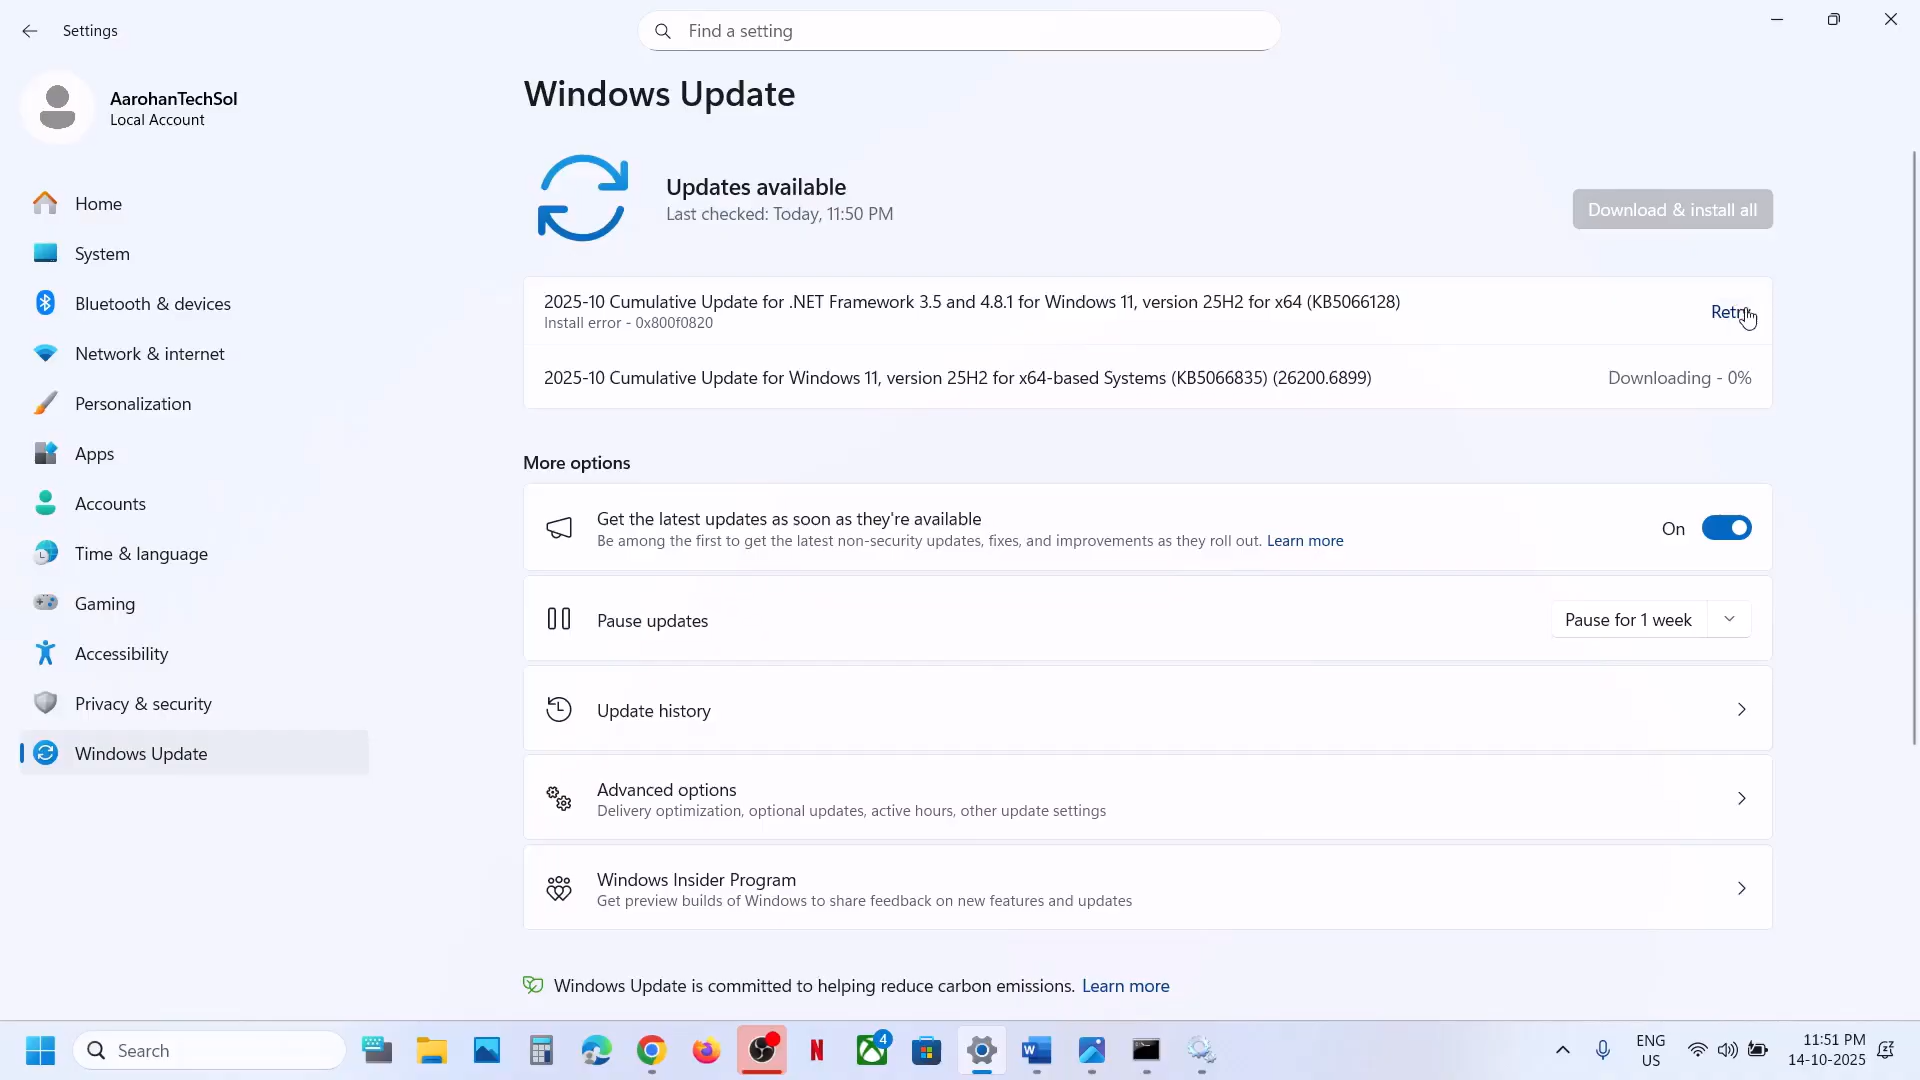 Settings
Find a setting
AarohanTechSol
Local Account
Home
System
Bluetooth & devices
Network & internet
Personalization
Apps
Accounts
Time & language
Gaming
Accessibility
Privacy & security
Windows Update
Windows Update
Updates available
Last checked: Today, 11:50 PM
Download & install all
2025-10 Cumulative Update for .NET Framework 3.5 and 4.8.1 for Windows 11, version 25H2 for x64 (KB5066128)
Install error - 0x800f0820
Retry
2025-10 Cumulative Update for Windows 11, version 25H2 for x64-based Systems (KB5066835) (26200.6899)
Downloading - 0%
More options
Get the latest updates as soon as they're available
Be among the first to get the latest non-security updates, fixes, and improvements as they roll out. Learn more
On
Pause updates
Pause for 1 week
Update history
Advanced options
Delivery optimization, optional updates, active hours, other update settings
Windows Insider Program
Get preview builds of Windows to share feedback on new features and updates
Windows Update is committed to helping reduce carbon emissions. Learn more
Search
N
4
W
ENG
US
11:51 PM
14-10-2025